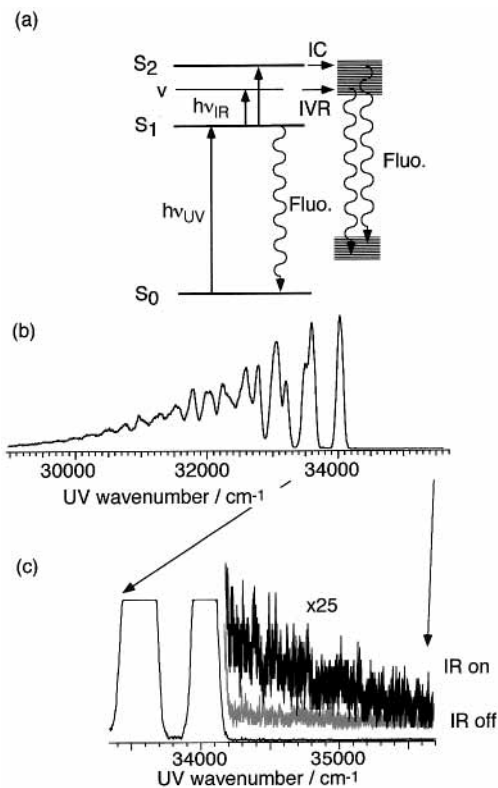 (a)
S2 IC
v IVR
hνIR
S1
Fluo. Fluo.
hνUV
S0
(b)
30000 32000 34000
UV wavenumber / cm-1
(c)
x25
IR on
IR off
34000 35000
UV wavenumber / cm-1